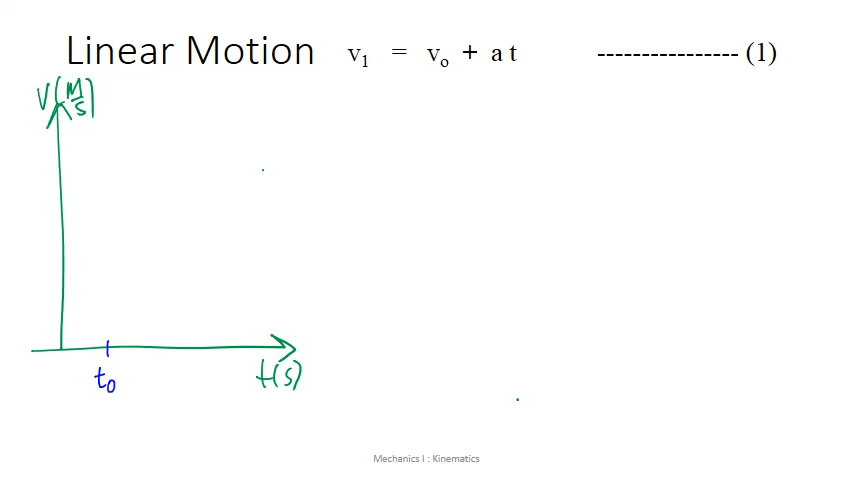 Linear Motion v₁ = vₒ + a t ---------------- (1)
V(M/S)
t₀
t(s)
Mechanics I : Kinematics